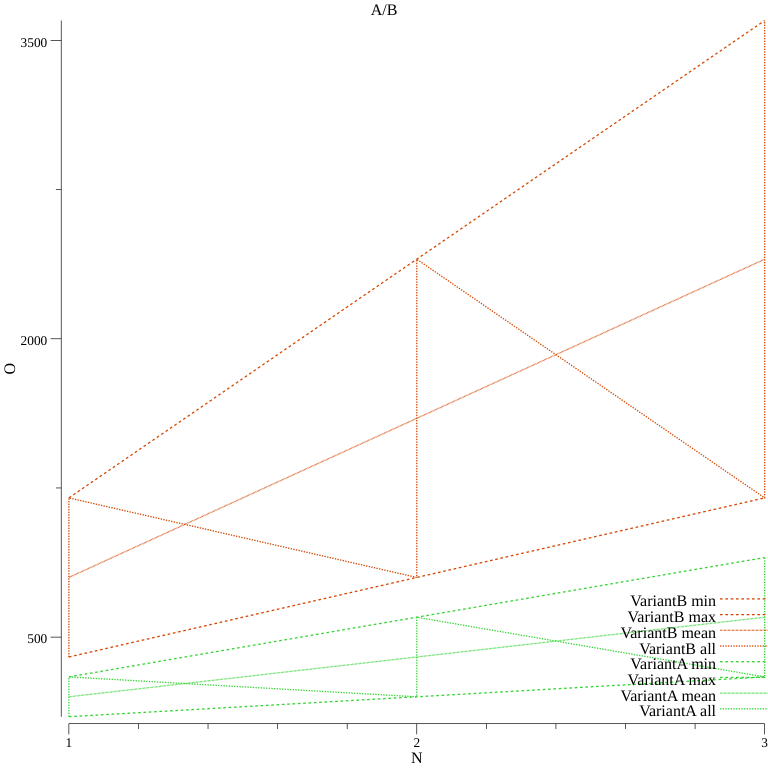 A/B
3500
2000
O
500
VariantB min
VariantB max
VariantB mean
VariantB all
VariantA min
VariantA max
VariantA mean
VariantA all
1 2 3
N